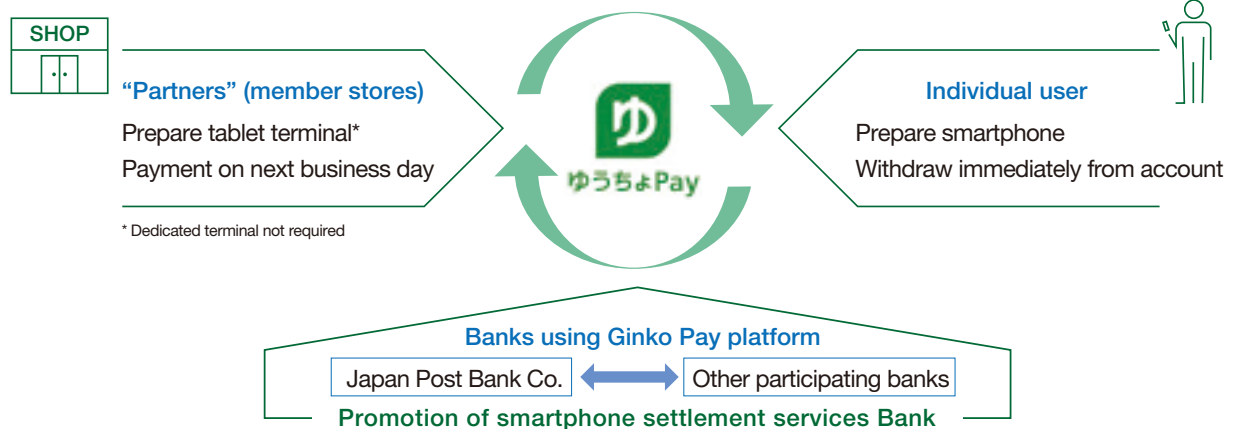 SHOP
“Partners” (member stores)
Prepare tablet terminal*
Payment on next business day
* Dedicated terminal not required
ゆ
ゆうちょPay
Individual user
Prepare smartphone
Withdraw immediately from account
Banks using Ginko Pay platform
Japan Post Bank Co.
Other participating banks
Promotion of smartphone settlement services Bank